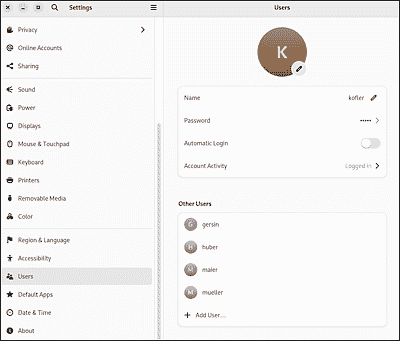 Settings
Users
Privacy
Online Accounts
Sharing
Sound
Power
Displays
Mouse & Touchpad
Keyboard
Printers
Removable Media
Color
Region & Language
Accessibility
Users
Default Apps
Date & Time
About
K
Name kofler
Password •••••
Automatic Login
Account Activity Logged in
Other Users
G gersin
H huber
M maier
M mueller
Add User...